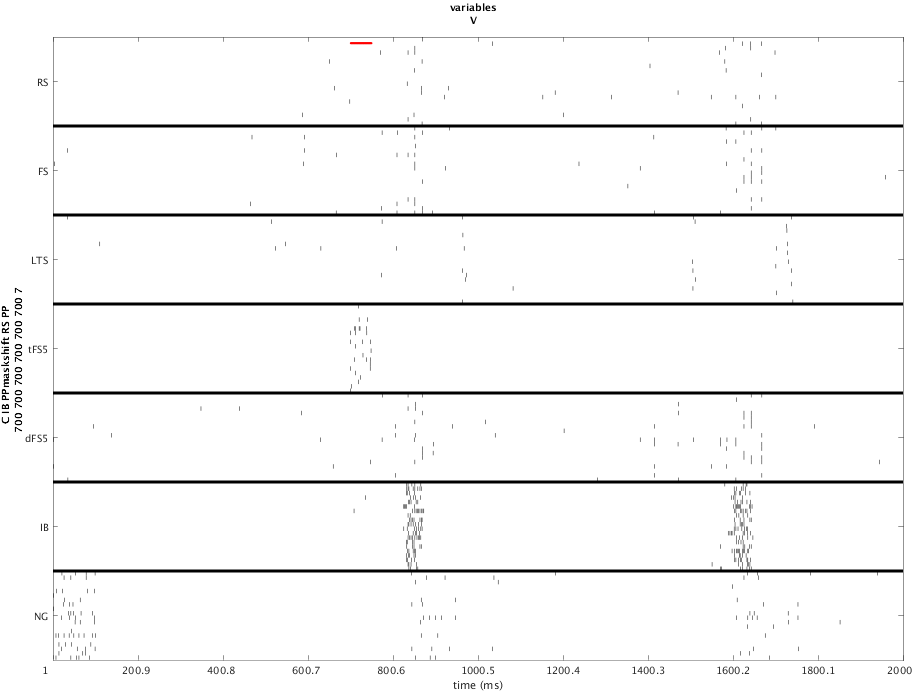 variables
V
RS
FS
LTS
tFS5
dFS5
IB
NG
C IB PPmaskshift RS PP
700 700 700 700 700 700 7
1
200.9
400.8
600.7
800.6
1000.5
1200.4
1400.3
1600.2
1800.1
2000
time (ms)